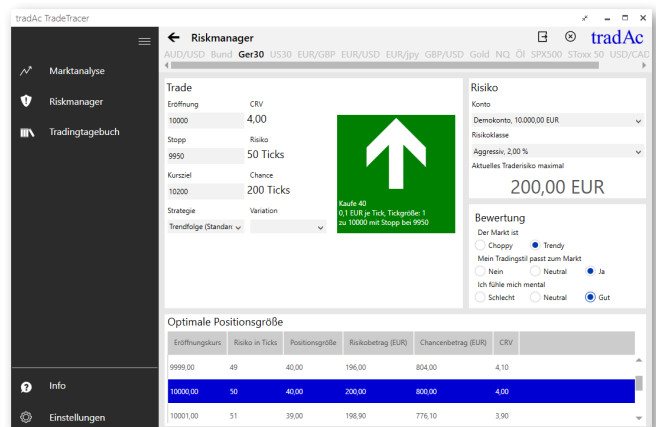 tradAc TradeTracer
Riskmanager
tradAc
AUD/USD Bund Ger30 US30 EUR/GBP EUR/USD EUR/jpy GBP/USD Gold NQ Öl SPX500 SToxx 50 USD/CAD
Marktanalyse
Riskmanager
Tradingtagebuch
Info
Einstellungen
Trade
Eröffnung CRV
10000 4,00
Stopp Risiko
9950 50 Ticks
Kursziel Chance
10200 200 Ticks
Strategie Variation
Trendfolge (Standar
Kaufe 40
0,1 EUR je Tick, Tickgröße: 1
zu 10000 mit Stopp bei 9950
Risiko
Konto
Demokonto, 10.000,00 EUR
Risikoklasse
Aggressiv, 2,00 %
Aktuelles Traderisiko maximal
200,00 EUR
Bewertung
Der Markt ist
Choppy Trendy
Mein Tradingstil passt zum Markt
Nein Neutral Ja
Ich fühle mich mental
Schlecht Neutral Gut
Optimale Positionsgröße
Eröffnungskurs Risiko in Ticks Positionsgröße Risikobetrag (EUR) Chancenbetrag (EUR) CRV
9999,00 49 40,00 196,00 804,00 4,10
10000,00 50 40,00 200,00 800,00 4,00
10001,00 51 39,00 198,90 776,10 3,90